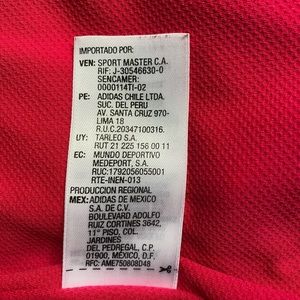 IMPORTADO POR:
VEN: SPORT MASTER C.A.
RIF: J-30546630-0
SENCAMER:
0000114TI-02
PE: ADIDAS CHILE LTDA.
SUC. DEL PERU
AV. SANTA CRUZ 970-
LIMA 18
R.U.C.20347100316.
UY: TARLEO S.A.
RUT 21 225 156 00 11
EC: MUNDO DEPORTIVO
MEDEPORT, S.A.
RUC:1792056055001
RTE-INEN-013
PRODUCCION REGIONAL
MEX: ADIDAS DE MEXICO
S.A. DE C.V.
BOULEVARD ADOLFO
RUIZ CORTINES 3642,
11° PISO, COL.
JARDINES
DEL PEDREGAL, C.P.
01900, MÉXICO, D.F.
RFC: AME750808D48